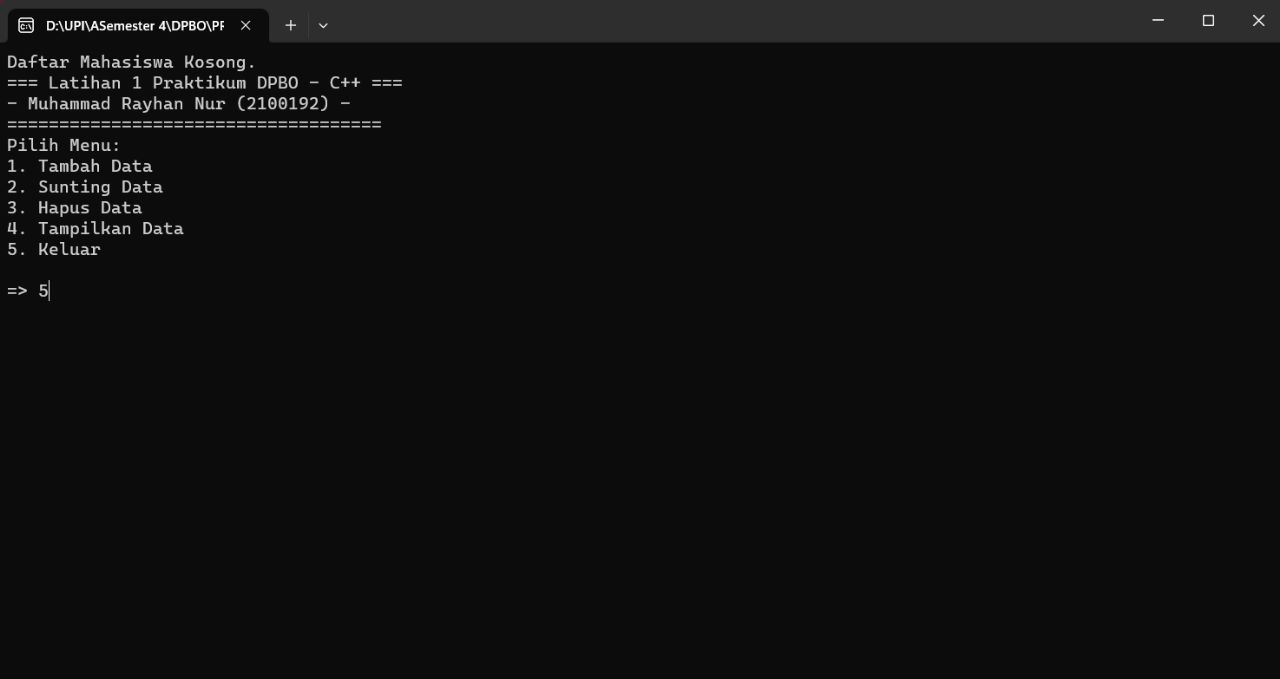 D:\UPI\ASemester 4\DPBO\PF
Daftar Mahasiswa Kosong.
=== Latihan 1 Praktikum DPBO - C++ ===
- Muhammad Rayhan Nur (2100192) -
====================================
Pilih Menu:
1. Tambah Data
2. Sunting Data
3. Hapus Data
4. Tampilkan Data
5. Keluar
=> 5